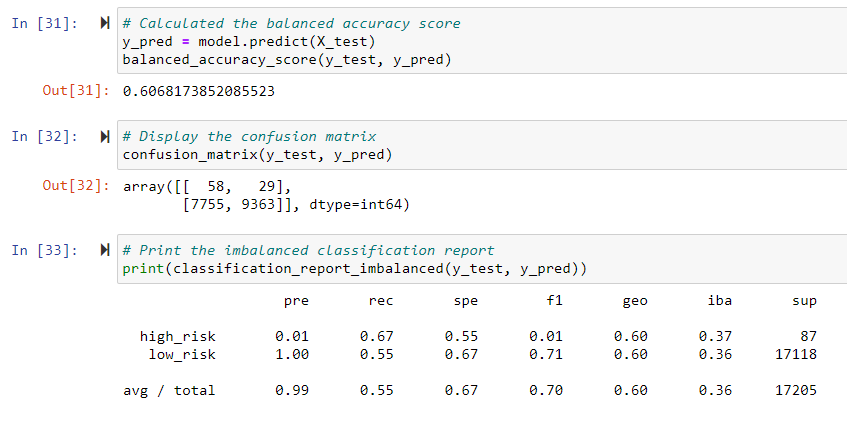 In [31]: # Calculated the balanced accuracy score
y_pred = model.predict(X_test)
balanced_accuracy_score(y_test, y_pred)
Out[31]: 0.6068173852085523
In [32]: # Display the confusion matrix
confusion_matrix(y_test, y_pred)
Out[32]: array([[  58,   29],
       [7755, 9363]], dtype=int64)
In [33]: # Print the imbalanced classification report
print(classification_report_imbalanced(y_test, y_pred))
pre rec spe f1 geo iba sup
high_risk 0.01 0.67 0.55 0.01 0.60 0.37 87
low_risk 1.00 0.55 0.67 0.71 0.60 0.36 17118
avg / total 0.99 0.55 0.67 0.70 0.60 0.36 17205